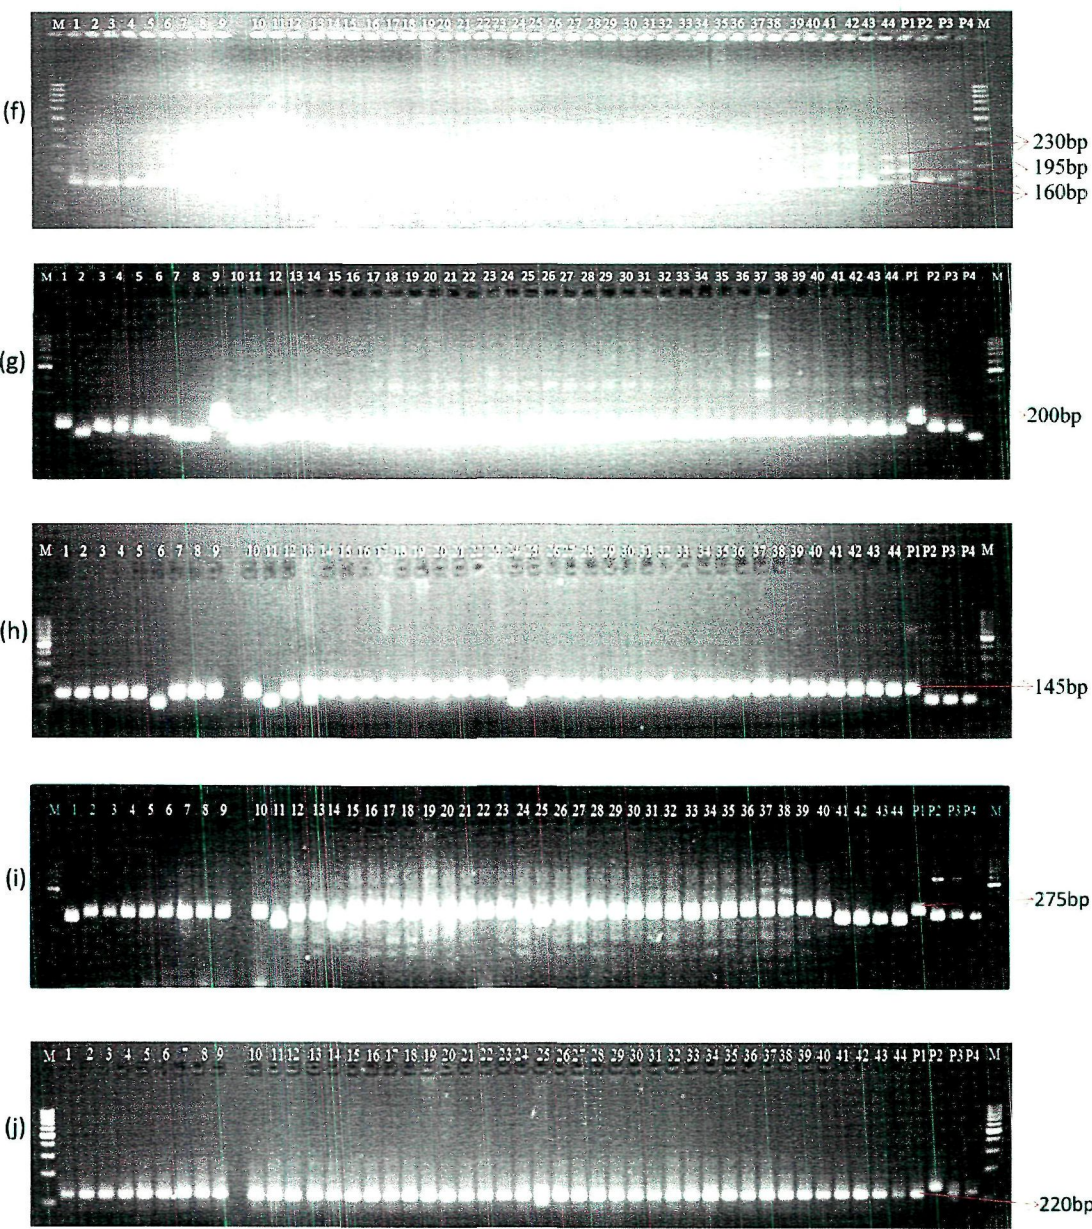 M 1 2 3 4 5 6 7 8 9 10 11 12 13 14 15 16 17 18 19 20 21 22 23 24 25 26 27 28 29 30 31 32 33 34 35 36 37 38 39 40 41 42 43 44 P1 P2 P3 P4 M
(f)
230bp
195bp
160bp
M 1 2 3 4 5 6 7 8 9 10 11 12 13 14 15 16 17 18 19 20 21 22 23 24 25 26 27 28 29 30 31 32 33 34 35 36 37 38 39 40 41 42 43 44 P1 P2 P3 P4 M
(g)
200bp
M 1 2 3 4 5 6 7 8 9 10 11 12 13 14 15 16 17 18 19 20 21 22 23 24 25 26 27 28 29 30 31 32 33 34 35 36 37 38 39 40 41 42 43 44 P1 P2 P3 P4 M
(h)
145bp
M 1 2 3 4 5 6 7 8 9 10 11 12 13 14 15 16 17 18 19 20 21 22 23 24 25 26 27 28 29 30 31 32 33 34 35 36 37 38 39 40 41 42 43 44 P1 P2 P3 P4 M
(i)
275bp
M 1 2 3 4 5 6 7 8 9 10 11 12 13 14 15 16 17 18 19 20 21 22 23 24 25 26 27 28 29 30 31 32 33 34 35 36 37 38 39 40 41 42 43 44 P1 P2 P3 P4 M
(j)
220bp